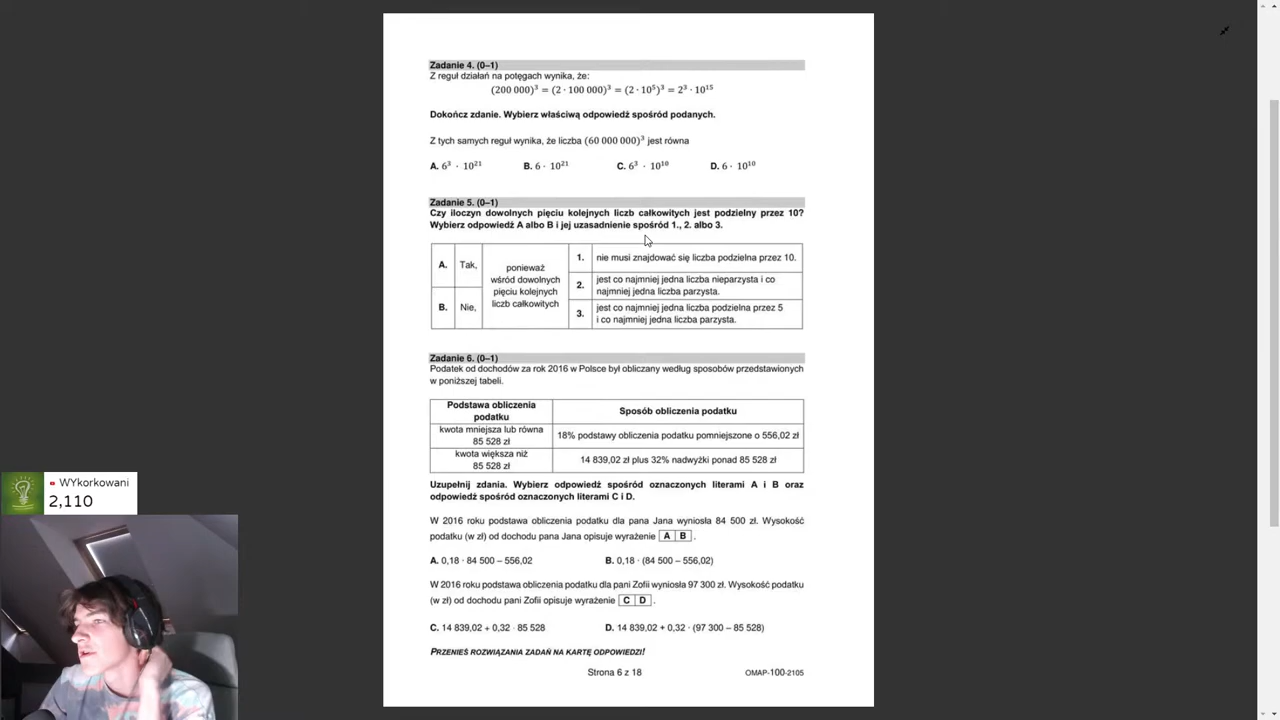 Zadanie 4. (0–1)
Z reguł działań na potęgach wynika, że:
(200 000)³ = (2 · 100 000)³ = (2 · 10⁵)³ = 2³ · 10¹⁵
Dokończ zdanie. Wybierz właściwą odpowiedź spośród podanych.
Z tych samych reguł wynika, że liczba (60 000 000)³ jest równa
A. 6³ · 10²¹ B. 6 · 10²¹ C. 6³ · 10¹⁰ D. 6 · 10¹⁰
Zadanie 5. (0–1)
Czy iloczyn dowolnych pięciu kolejnych liczb całkowitych jest podzielny przez 10?
Wybierz odpowiedź A albo B i jej uzasadnienie spośród 1., 2. albo 3.
A. Tak,
B. Nie,
ponieważ
wśród dowolnych
pięciu kolejnych
liczb całkowitych
1. nie musi znajdować się liczba podzielna przez 10.
2. jest co najmniej jedna liczba nieparzysta i co
najmniej jedna liczba parzysta.
3. jest co najmniej jedna liczba podzielna przez 5
i co najmniej jedna liczba parzysta.
Zadanie 6. (0–1)
Podatek od dochodów za rok 2016 w Polsce był obliczany według sposobów przedstawionych
w poniższej tabeli.
Podstawa obliczenia
podatku
Sposób obliczenia podatku
kwota mniejsza lub równa
85 528 zł
18% podstawy obliczenia podatku pomniejszone o 556,02 zł
kwota większa niż
85 528 zł
14 839,02 zł plus 32% nadwyżki ponad 85 528 zł
Uzupełnij zdania. Wybierz odpowiedź spośród oznaczonych literami A i B oraz
odpowiedź spośród oznaczonych literami C i D.
W 2016 roku podstawa obliczenia podatku dla pana Jana wyniosła 84 500 zł. Wysokość
podatku (w zł) od dochodu pana Jana opisuje wyrażenie A B .
A. 0,18 · 84 500 – 556,02 B. 0,18 · (84 500 – 556,02)
W 2016 roku podstawa obliczenia podatku dla pani Zofii wyniosła 97 300 zł. Wysokość podatku
(w zł) od dochodu pani Zofii opisuje wyrażenie C D .
C. 14 839,02 + 0,32 · 85 528 D. 14 839,02 + 0,32 · (97 300 – 85 528)
PRZENIEŚ ROZWIĄZANIA ZADAŃ NA KARTĘ ODPOWIEDZI!
Strona 6 z 18 OMAP-100-2105
WYkorkowani
2,110